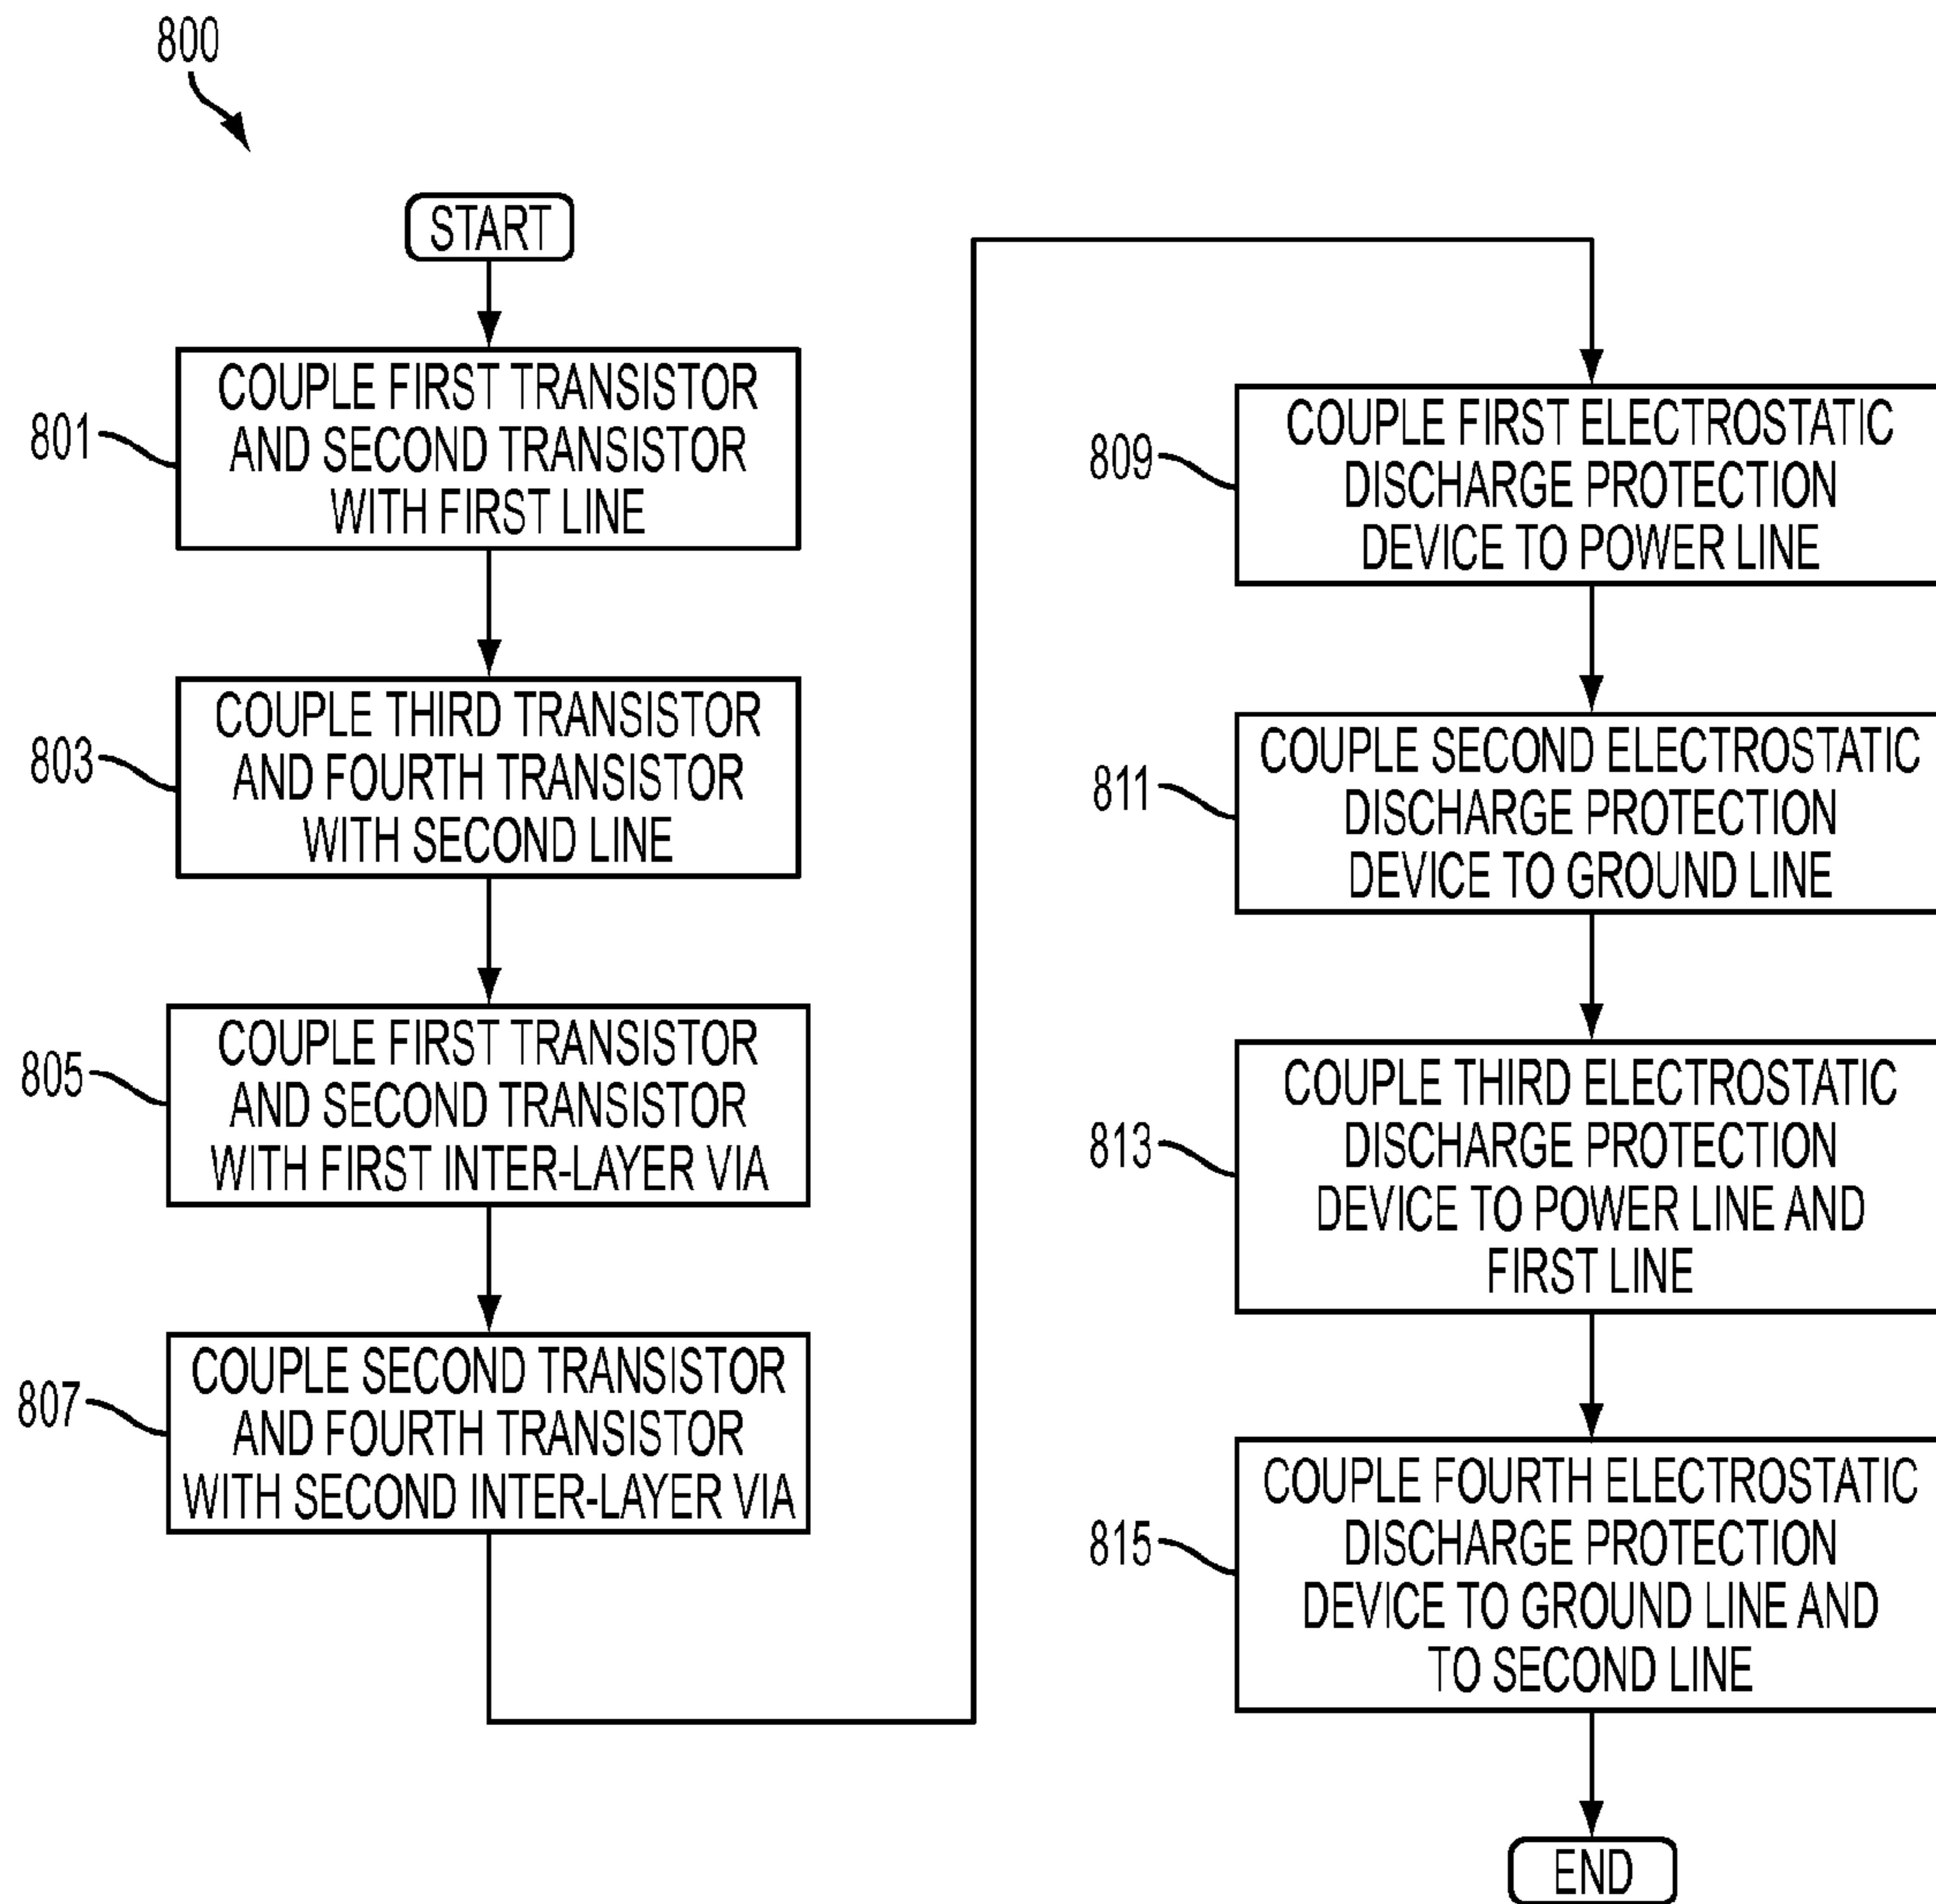 800
START
801
COUPLE FIRST TRANSISTOR
AND SECOND TRANSISTOR
WITH FIRST LINE
803
COUPLE THIRD TRANSISTOR
AND FOURTH TRANSISTOR
WITH SECOND LINE
805
COUPLE FIRST TRANSISTOR
AND SECOND TRANSISTOR
WITH FIRST INTER-LAYER VIA
807
COUPLE SECOND TRANSISTOR
AND FOURTH TRANSISTOR
WITH SECOND INTER-LAYER VIA
809
COUPLE FIRST ELECTROSTATIC
DISCHARGE PROTECTION
DEVICE TO POWER LINE
811
COUPLE SECOND ELECTROSTATIC
DISCHARGE PROTECTION
DEVICE TO GROUND LINE
813
COUPLE THIRD ELECTROSTATIC
DISCHARGE PROTECTION
DEVICE TO POWER LINE AND
FIRST LINE
815
COUPLE FOURTH ELECTROSTATIC
DISCHARGE PROTECTION
DEVICE TO GROUND LINE AND
TO SECOND LINE
END